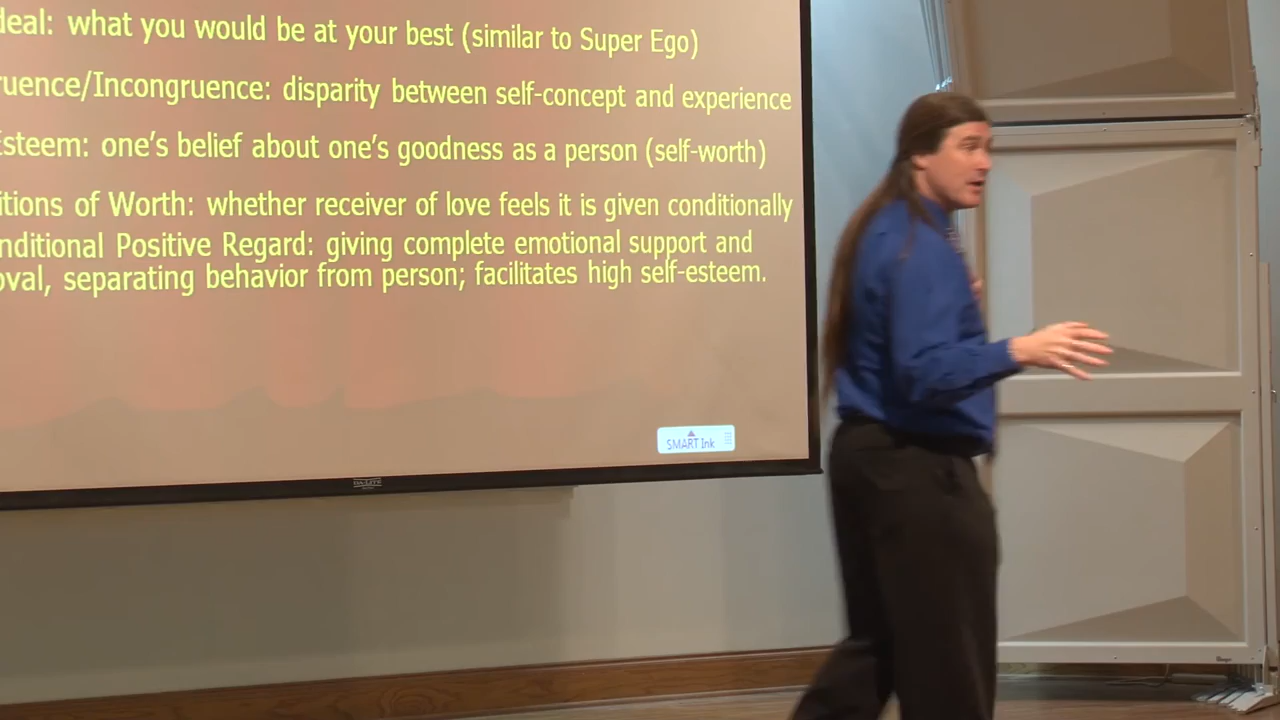 deal: what you would be at your best (similar to Super Ego)
ruence/Incongruence: disparity between self-concept and experience
Esteem: one's belief about one's goodness as a person (self-worth)
itions of Worth: whether receiver of love feels it is given conditionally
nditional Positive Regard: giving complete emotional support and
oval, separating behavior from person; facilitates high self-esteem.
SMART Ink
DA-LITE